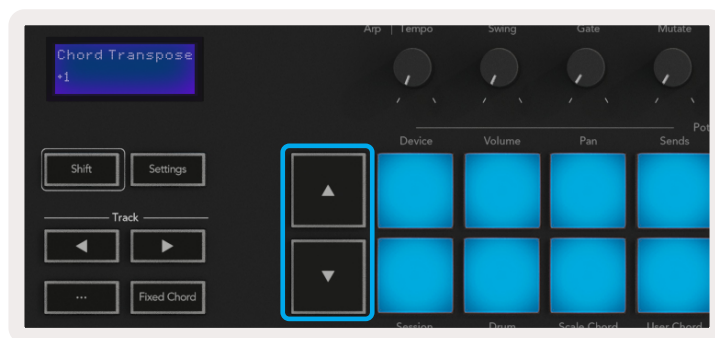 Arp | Tempo Swing Gate Mutate
Chord Transpose
+1
Pot
Device Volume Pan Sends
Shift Settings
Track
...
Fixed Chord
Session Drum Scale Chord User Chord